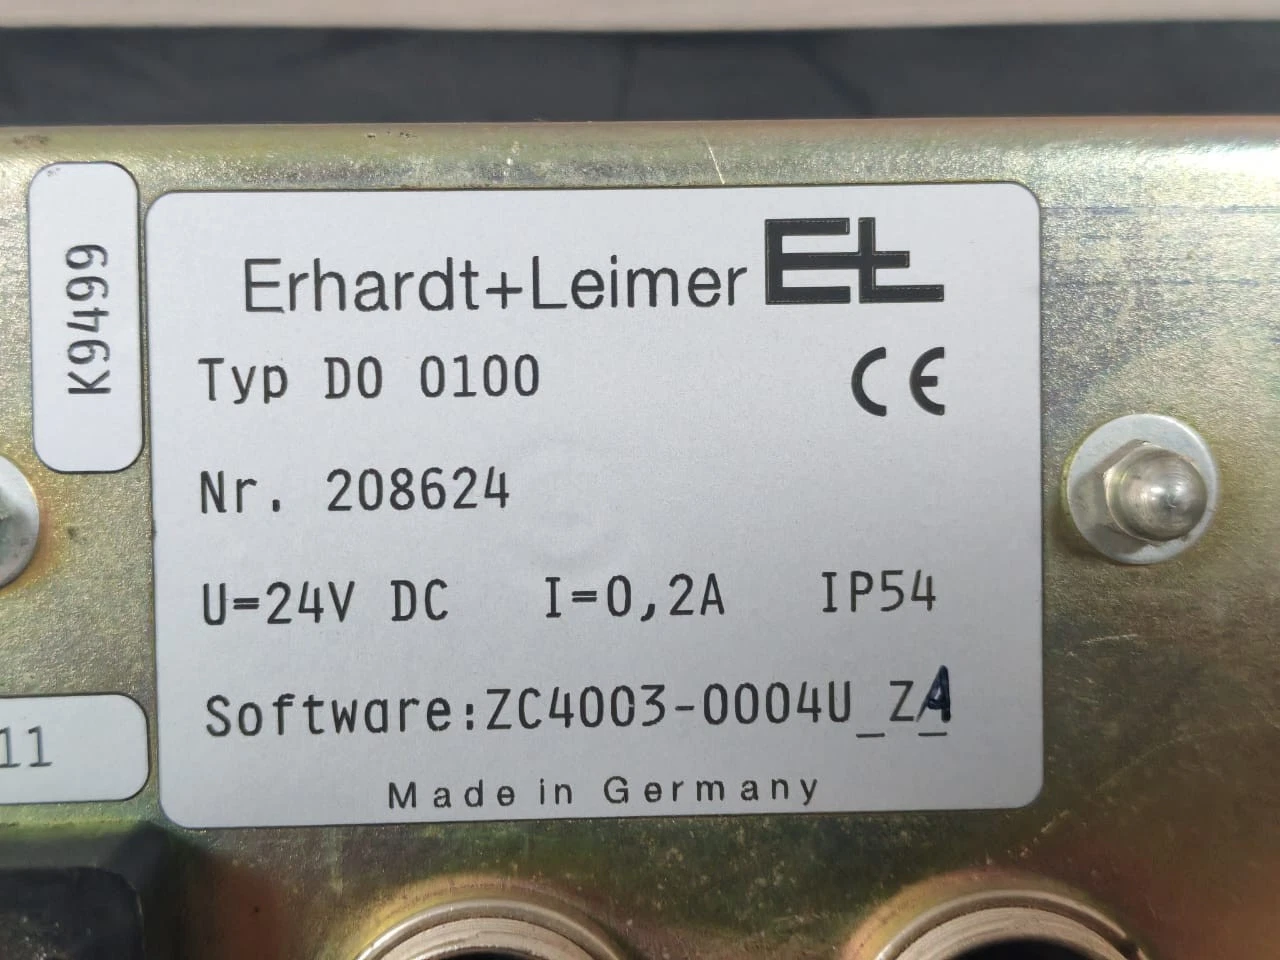 K9499
Erhardt+Leimer E+L
Typ DO 0100
CE
Nr. 208624
U=24V DC I=0,2A IP54
Software:ZC4003-0004U_ZA
Made in Germany
11